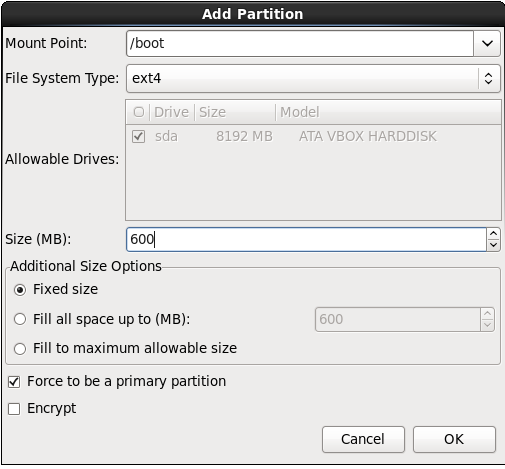 Add Partition
Mount Point: /boot
File System Type: ext4
Drive Size Model
sda 8192 MB ATA VBOX HARDDISK
Allowable Drives:
Size (MB): 600
Additional Size Options
Fixed size
Fill all space up to (MB): 600
Fill to maximum allowable size
Force to be a primary partition
Encrypt
Cancel OK